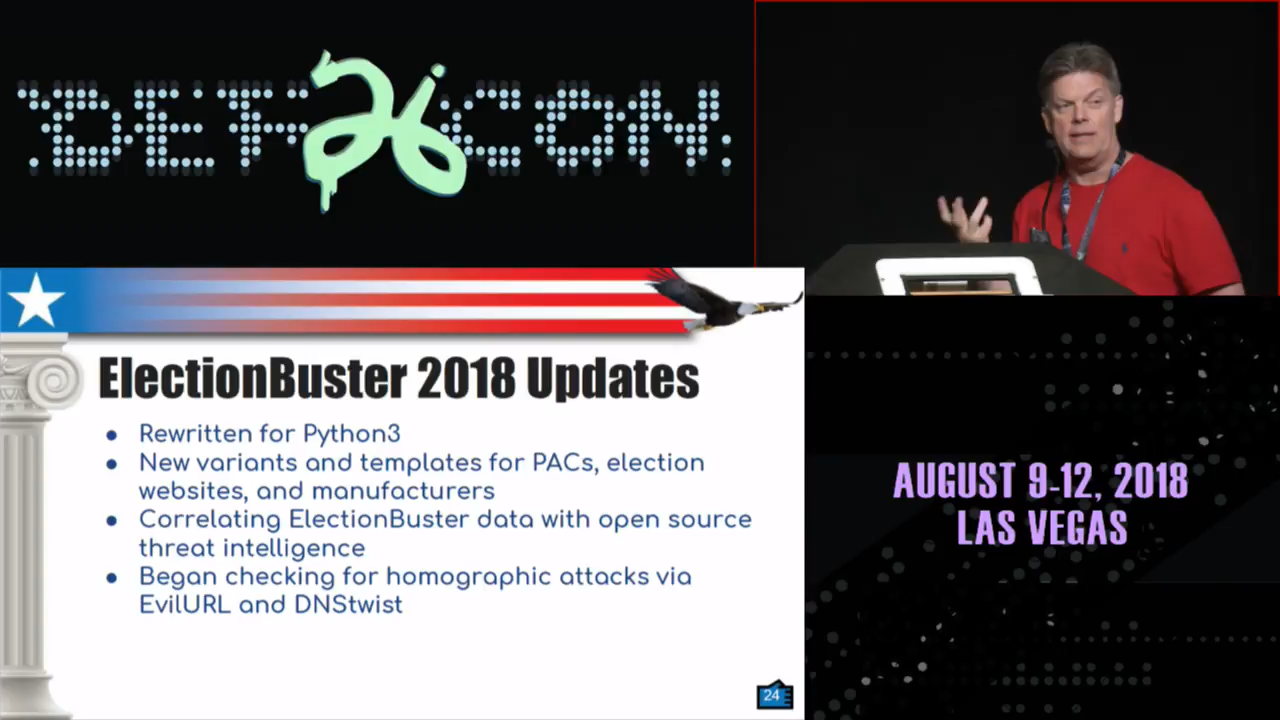 DEF 26 CON
ElectionBuster 2018 Updates
● Rewritten for Python3
● New variants and templates for PACs, election
websites, and manufacturers
● Correlating ElectionBuster data with open source
threat intelligence
● Began checking for homographic attacks via
EvilURL and DNStwist
24
AUGUST 9-12, 2018
LAS VEGAS